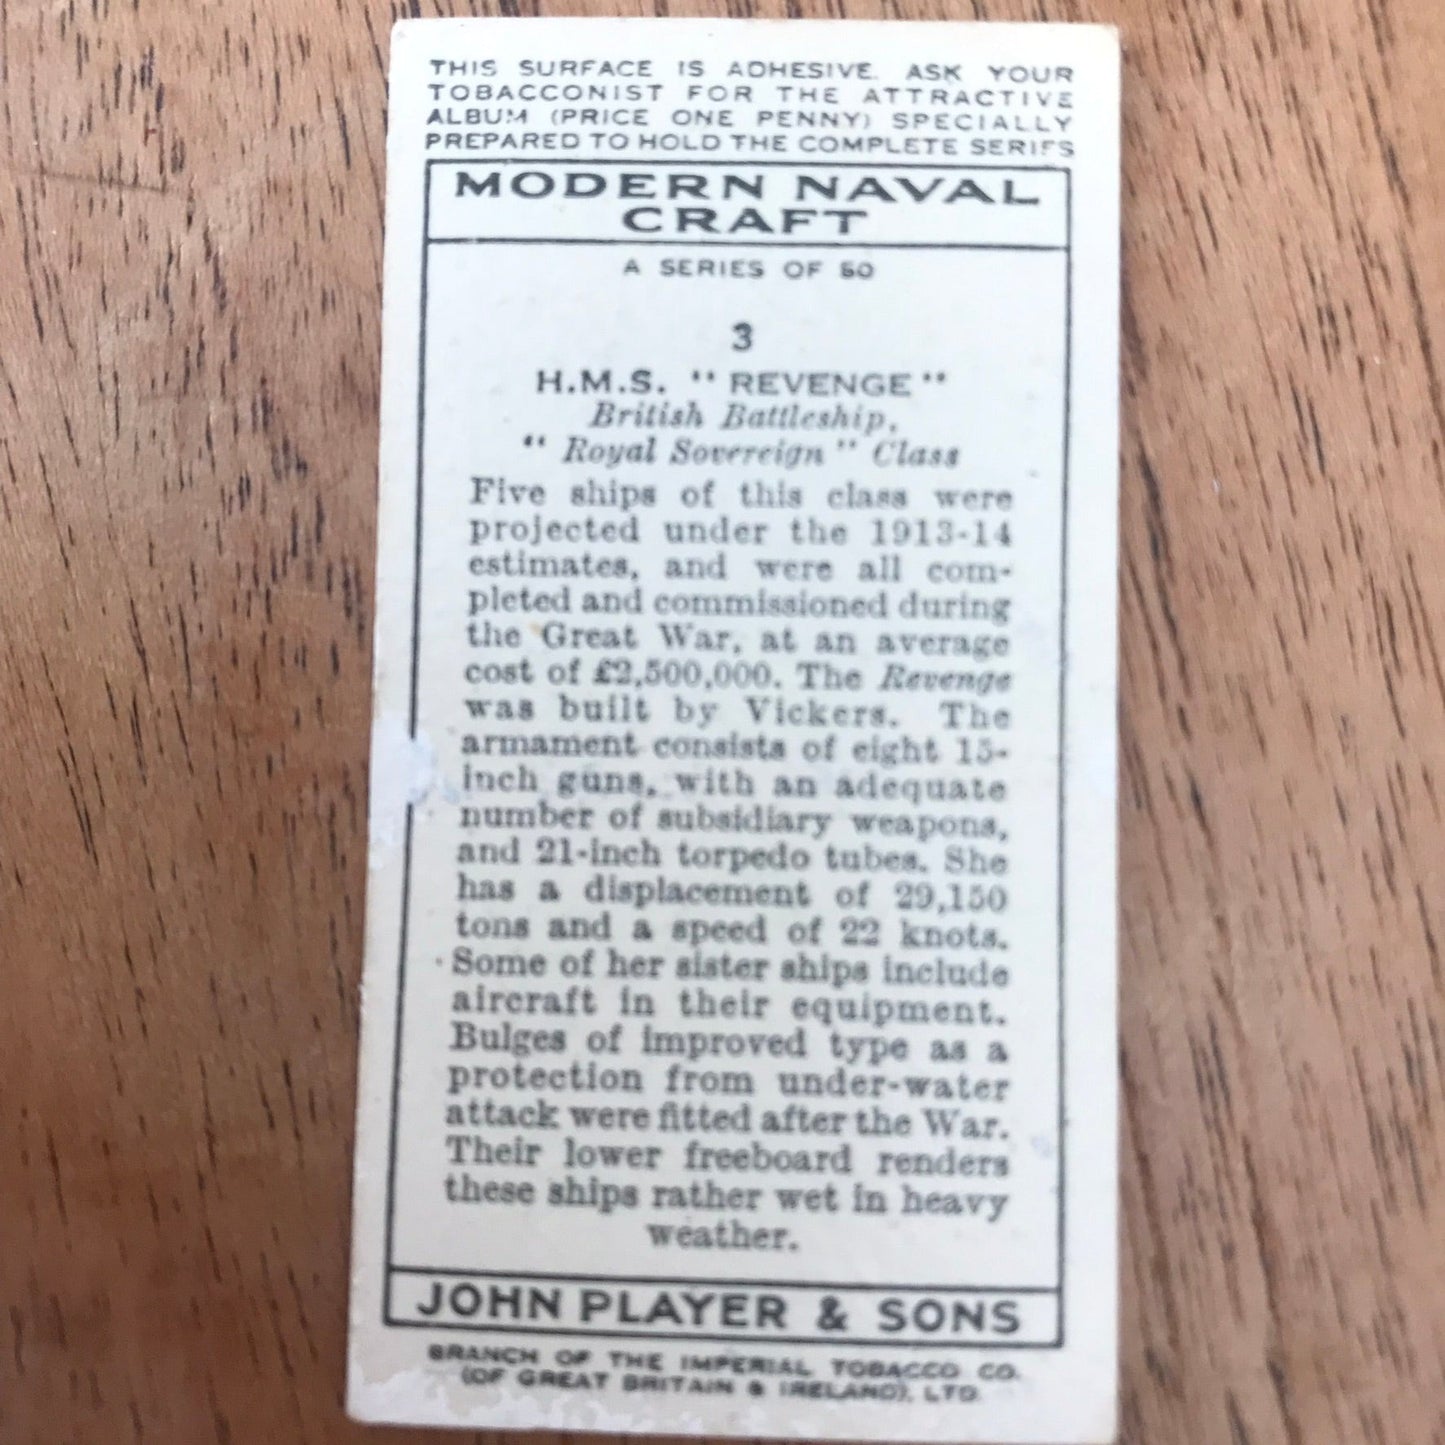 THIS SURFACE IS ADHESIVE. ASK YOUR
TOBACCONIST FOR THE ATTRACTIVE
ALBUM (PRICE ONE PENNY) SPECIALLY
PREPARED TO HOLD THE COMPLETE SERIES
MODERN NAVAL
CRAFT
A SERIES OF 50
3
H.M.S. "REVENGE"
British Battleship,
"Royal Sovereign" Class
Five ships of this class were
projected under the 1913-14
estimates, and were all com-
pleted and commissioned during
the Great War, at an average
cost of £2,500,000. The Revenge
was built by Vickers. The
armament consists of eight 15-
inch guns, with an adequate
number of subsidiary weapons,
and 21-inch torpedo tubes. She
has a displacement of 29,150
tons and a speed of 22 knots.
Some of her sister ships include
aircraft in their equipment.
Bulges of improved type as a
protection from under-water
attack were fitted after the War.
Their lower freeboard renders
these ships rather wet in heavy
weather.
JOHN PLAYER & SONS
BRANCH OF THE IMPERIAL TOBACCO CO.
(OF GREAT BRITAIN & IRELAND), LTD.